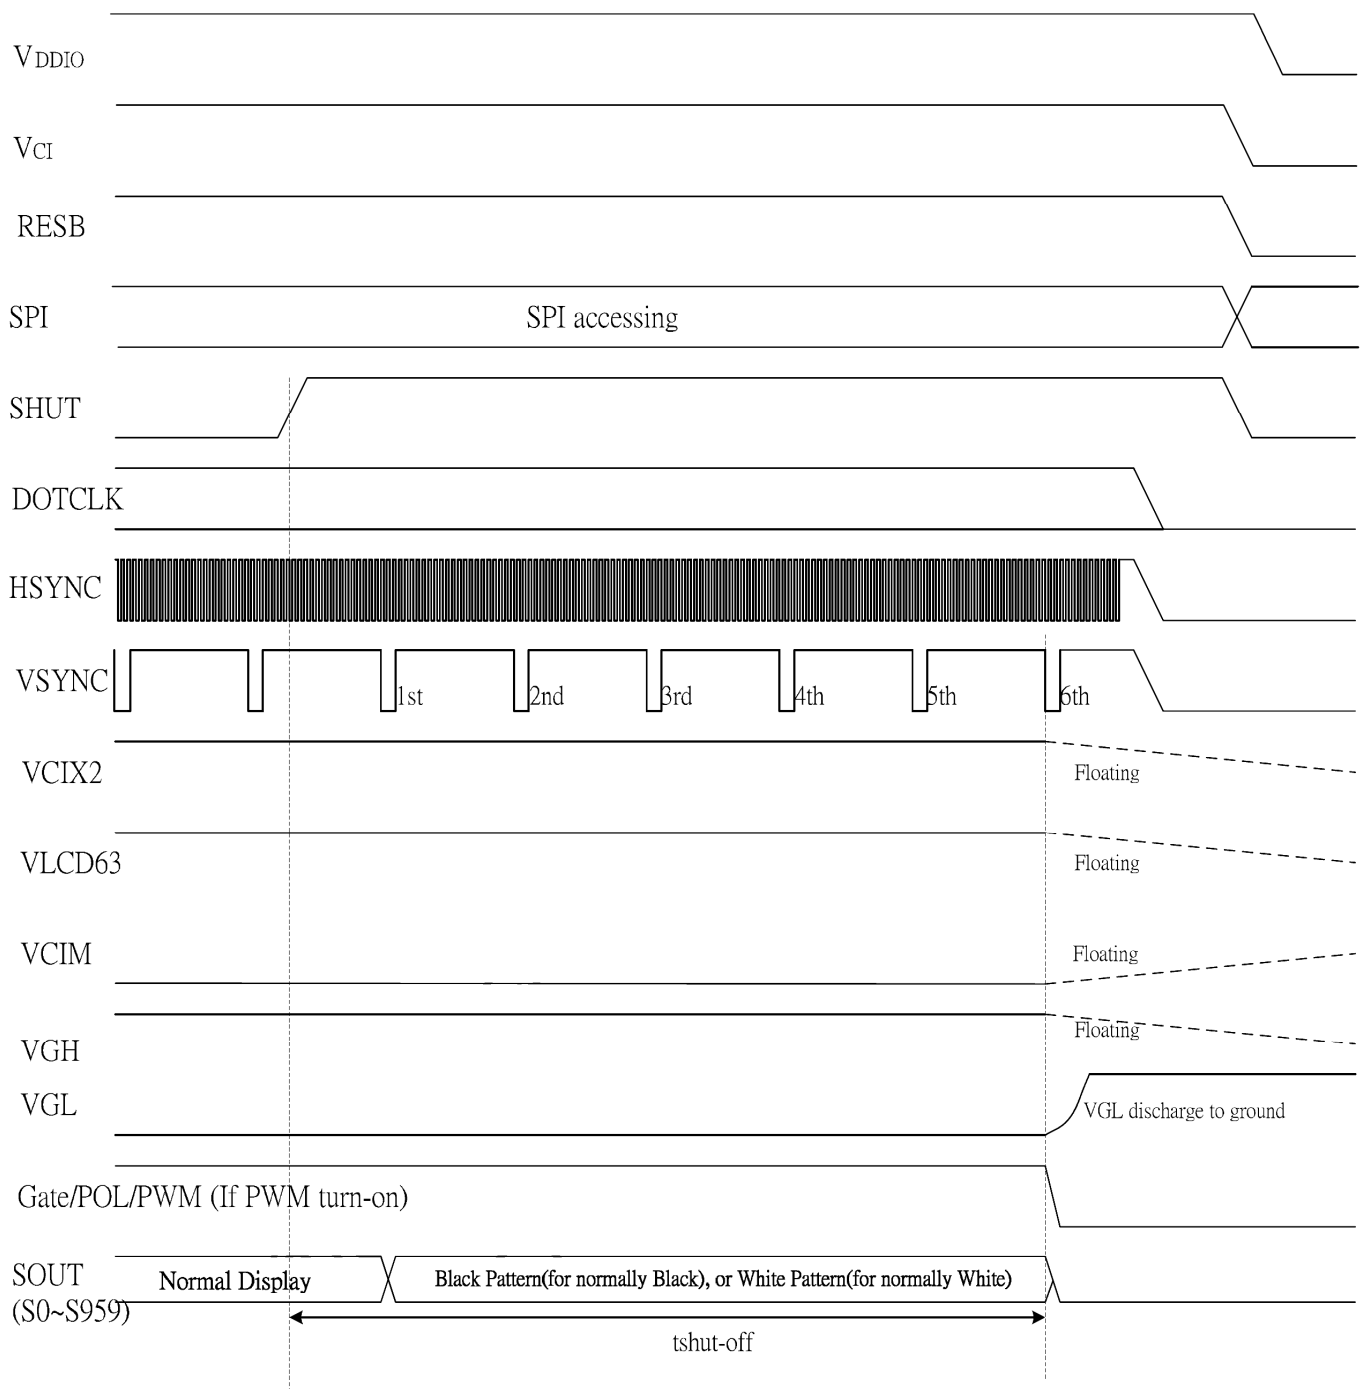 VDDIO
VCI
RESB
SPI
SPI accessing
SHUT
DOTCLK
HSYNC
VSYNC
1st
2nd
3rd
4th
5th
6th
VCIX2
Floating
VLCD63
Floating
VCIM
Floating
VGH
Floating
VGL
VGL discharge to ground
Gate/POL/PWM (If PWM turn-on)
SOUT
(S0~S959)
Normal Display
Black Pattern(for normally Black), or White Pattern(for normally White)
tshut-off